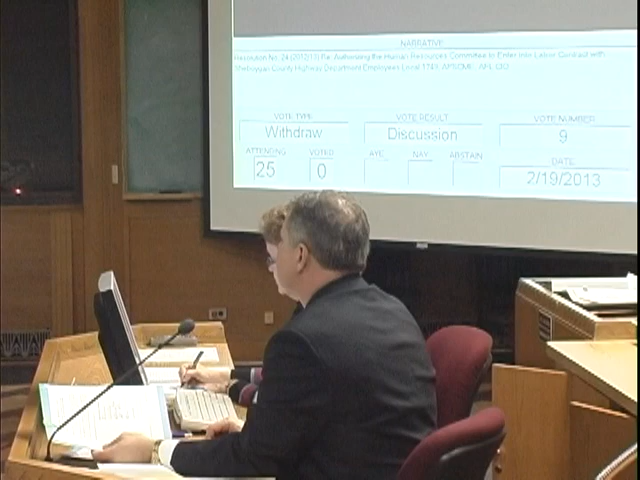 NARRATIVE
Resolution No. 24 (2012/13) Re: Authorizing the Human Resources Committee to Enter into Labor Contract with
Sheboygan County Highway Department Employees Local 1749, AFSCME, AFL-CIO
VOTE TYPE VOTE RESULT VOTE NUMBER
Withdraw Discussion 9
ATTENDING VOTED AYE NAY ABSTAIN DATE
25 0 2/19/2013